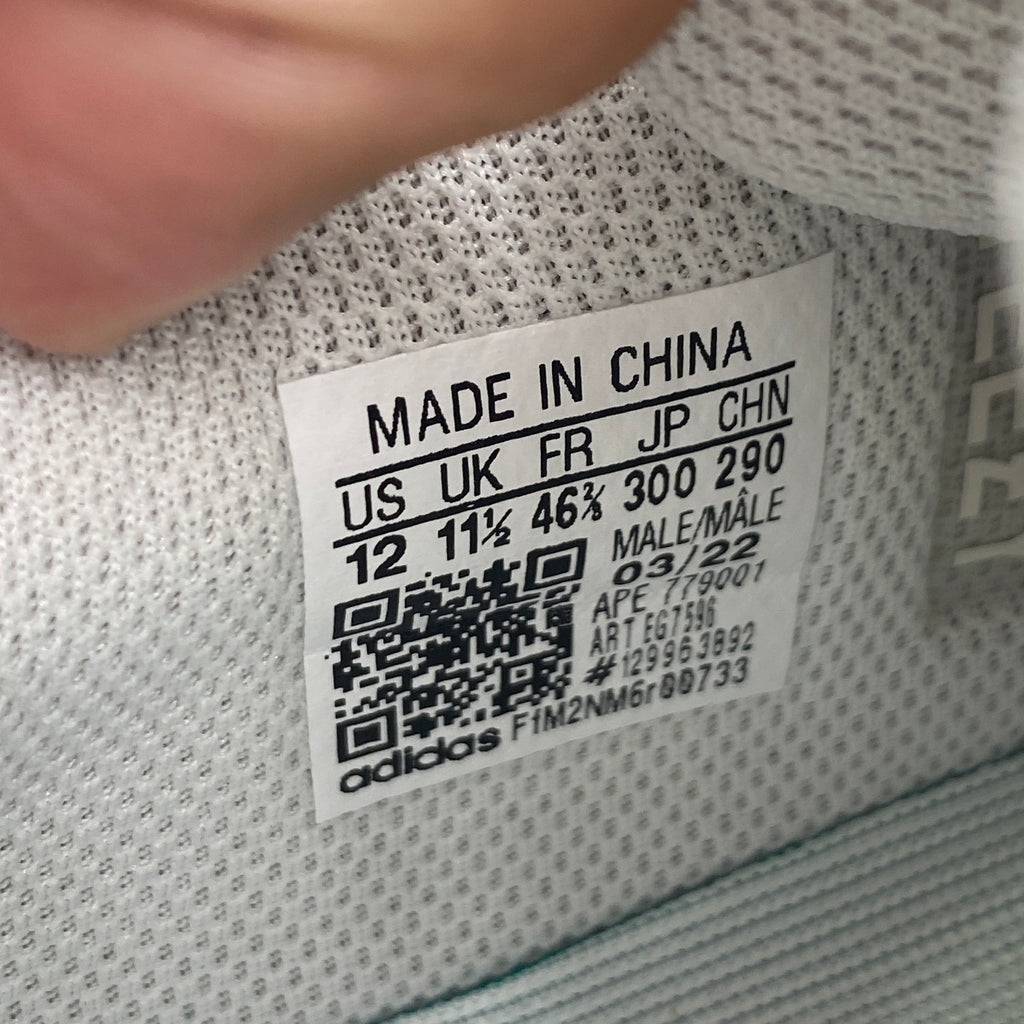 MADE IN CHINA
US UK FR JP CHN
12 11½ 46⅔ 300 290
MALE/MÂLE
03/22
APE 779001
ART EG7596
#129963892
adidas F1M2NM6r00733